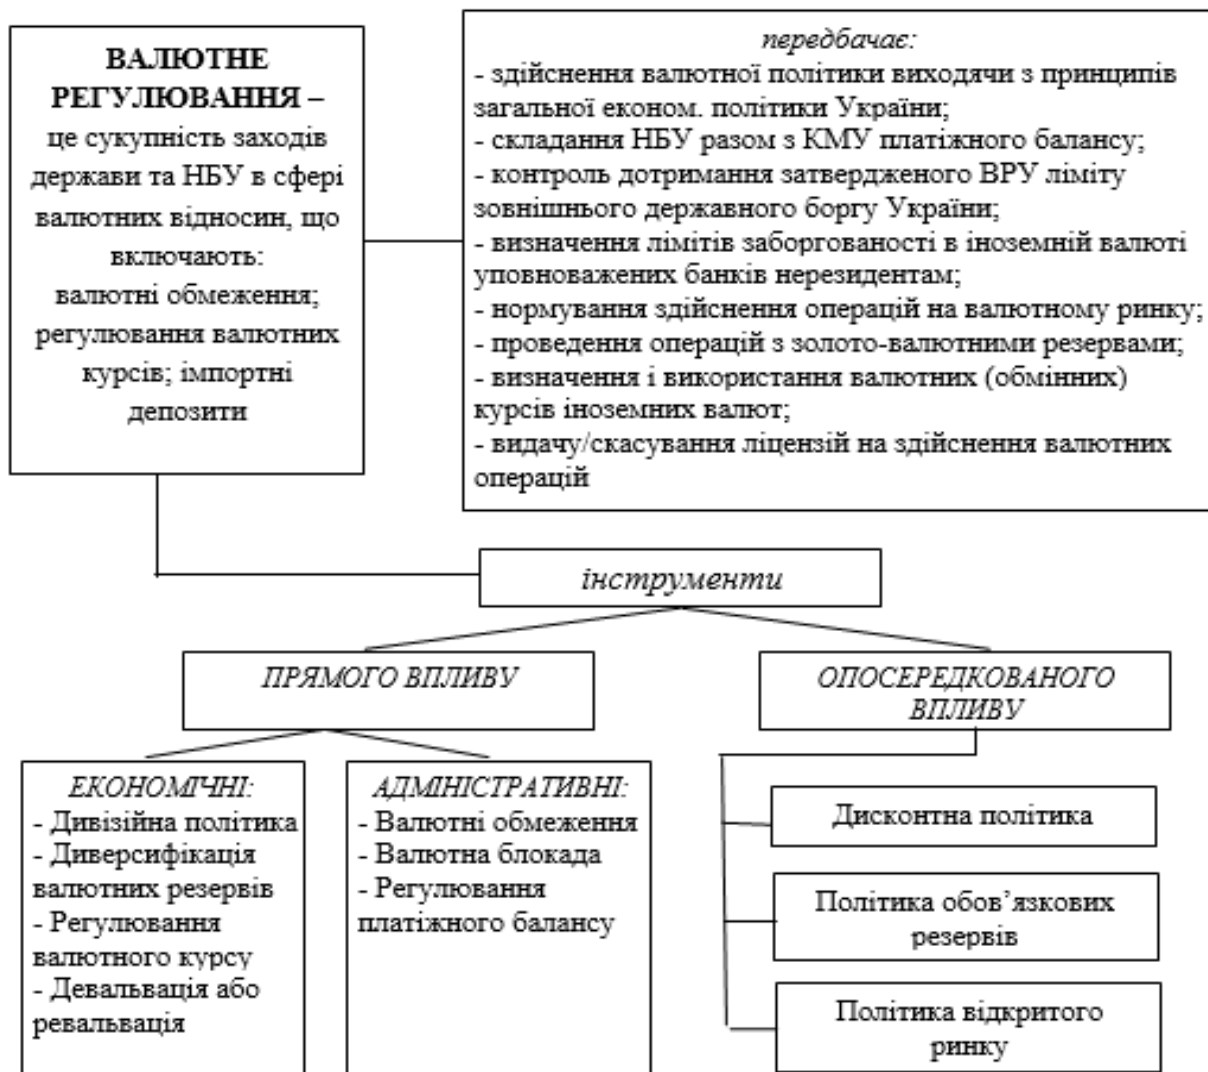 ВАЛЮТНЕ
РЕГУЛЮВАННЯ –
це сукупність заходів
держави та НБУ в сфері
валютних відносин, що
включають:
валютні обмеження;
регулювання валютних
курсів; імпортні
депозити
передбачає:
- здійснення валютної політики виходячи з принципів
загальної економ. політики України;
- складання НБУ разом з КМУ платіжного балансу;
- контроль дотримання затвердженого ВРУ ліміту
зовнішнього державного боргу України;
- визначення лімітів заборгованості в іноземній валюті
уповноважених банків нерезидентам;
- нормування здійснення операцій на валютному ринку;
- проведення операцій з золото-валютними резервами;
- визначення і використання валютних (обмінних)
курсів іноземних валют;
- видачу/скасування ліцензій на здійснення валютних
операцій
інструменти
ПРЯМОГО ВПЛИВУ
ОПОСЕРЕДКОВАНОГО
ВПЛИВУ
ЕКОНОМІЧНІ:
- Дивізійна політика
- Диверсифікація
валютних резервів
- Регулювання
валютного курсу
- Девальвація або
ревальвація
АДМІНІСТРАТИВНІ:
- Валютні обмеження
- Валютна блокада
- Регулювання
платіжного балансу
Дисконтна політика
Політика обов’язкових
резервів
Політика відкритого
ринку